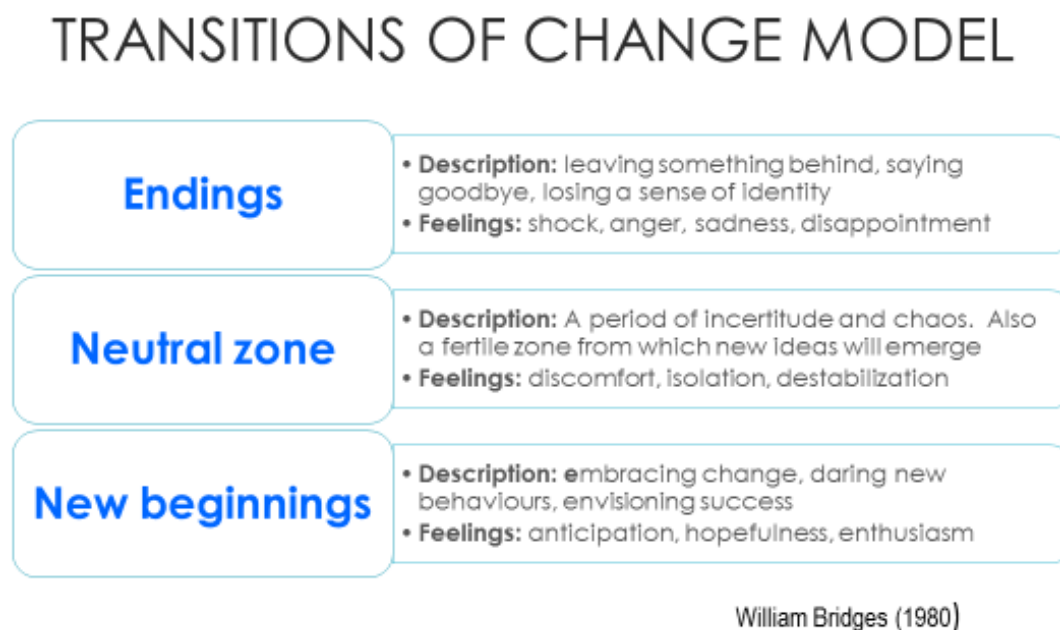 TRANSITIONS OF CHANGE MODEL
Endings
• Description: leaving something behind, saying
goodbye, losing a sense of identity
• Feelings: shock, anger, sadness, disappointment
Neutral zone
• Description: A period of incertitude and chaos.  Also
a fertile zone from which new ideas will emerge
• Feelings: discomfort, isolation, destabilization
New beginnings
• Description: embracing change, daring new
behaviours, envisioning success
• Feelings: anticipation, hopefulness, enthusiasm
William Bridges (1980)